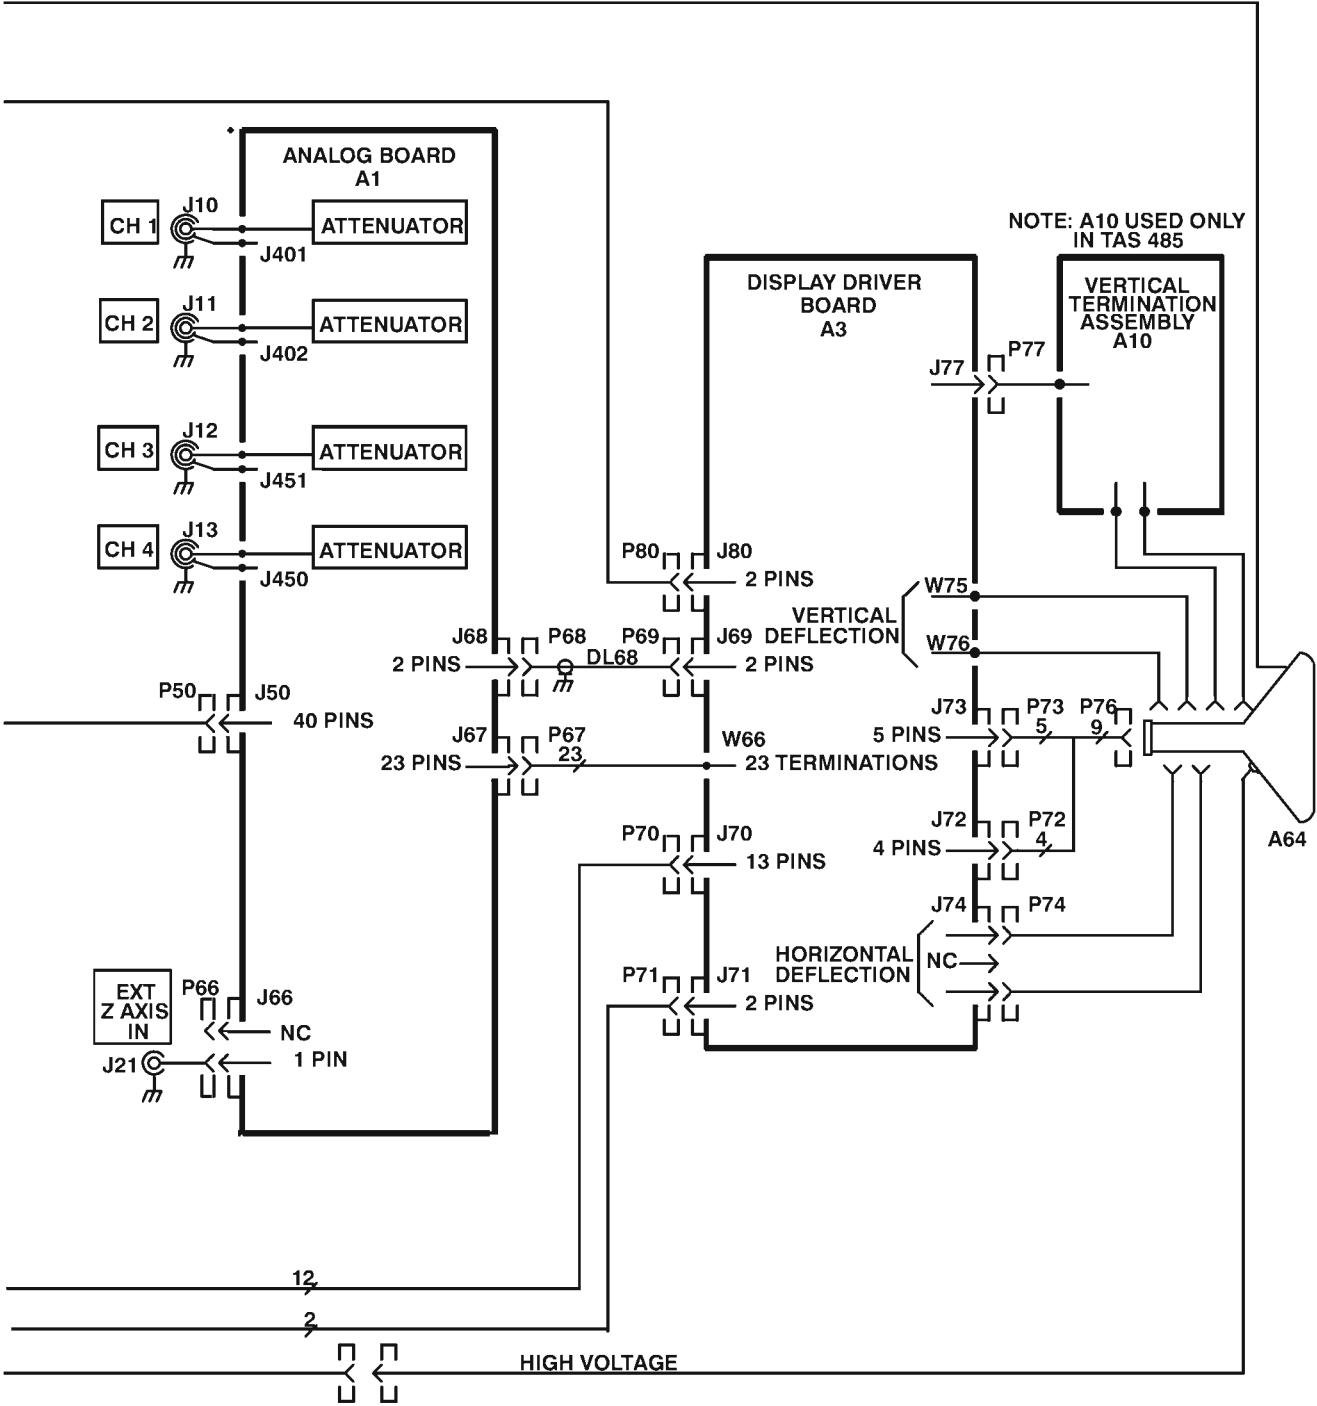 ANALOG BOARD
A1
CH 1
J10
ATTENUATOR
J401
CH 2
J11
ATTENUATOR
J402
CH 3
J12
ATTENUATOR
J451
CH 4
J13
ATTENUATOR
J450
NOTE: A10 USED ONLY
IN TAS 485
DISPLAY DRIVER
BOARD
A3
VERTICAL
TERMINATION
ASSEMBLY
A10
J77
P77
P80
J80
2 PINS
W75
VERTICAL
DEFLECTION
W76
J68
P68
P69
J69
2 PINS
DL68
2 PINS
P50
J50
40 PINS
J67
P67
23 PINS
23
W66
23 TERMINATIONS
J73
P73
P76
5 PINS
5
9
P70
J70
13 PINS
J72
P72
4 PINS
4
A64
J74
P74
HORIZONTAL
DEFLECTION
NC
P71
J71
2 PINS
EXT
Z AXIS
IN
P66
J66
NC
J21
1 PIN
12
2
HIGH VOLTAGE